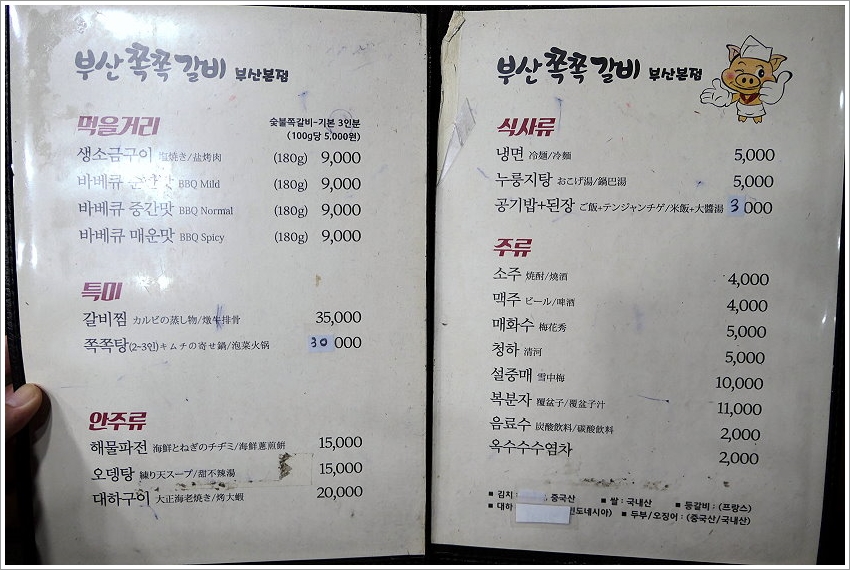 부산쪽쪽갈비 부산본점
먹을거리
숯불쪽갈비-기본 3인분
(100g당 5,000원)
생소금구이 塩焼き/盐烤肉 (180g) 9,000
바베큐 BBQ Mild (180g) 9,000
바베큐 중간맛 BBQ Normal (180g) 9,000
바베큐 매운맛 BBQ Spicy (180g) 9,000
특미
갈비찜 カルビの蒸し物/燉牛排骨 35,000
쪽쪽탕(2~3인)キムチの寄せ鍋/泡菜火锅 30 000
안주류
해물파전 海鮮とねぎのチヂミ/海鮮蔥煎餠 15,000
오뎅탕 練り天スープ/甜不辣湯 15,000
대하구이 大正海老焼き/烤大蝦 20,000
부산쪽쪽갈비 부산본점
식사류
냉면 冷麺/冷麵 5,000
누룽지탕 おこげ湯/鍋巴湯 5,000
공기밥+된장 ご飯+テンジャンチゲ/米飯+大醬湯 3 000
주류
소주 焼酎/燒酒 4,000
맥주 ビール/啤酒 4,000
매화수 梅花秀 5,000
청하 清河 5,000
설중매 雪中梅 10,000
복분자 覆盆子/覆盆子汁 11,000
음료수 炭酸飲料/碳酸飲料 2,000
옥수수수염차 2,000
■ 김치 : 중국산 ■ 쌀 : 국내산 ■ 등갈비 : (프랑스)
■ 대하 도네시아) ■ 두부/오징어 : (중국산/국내산)